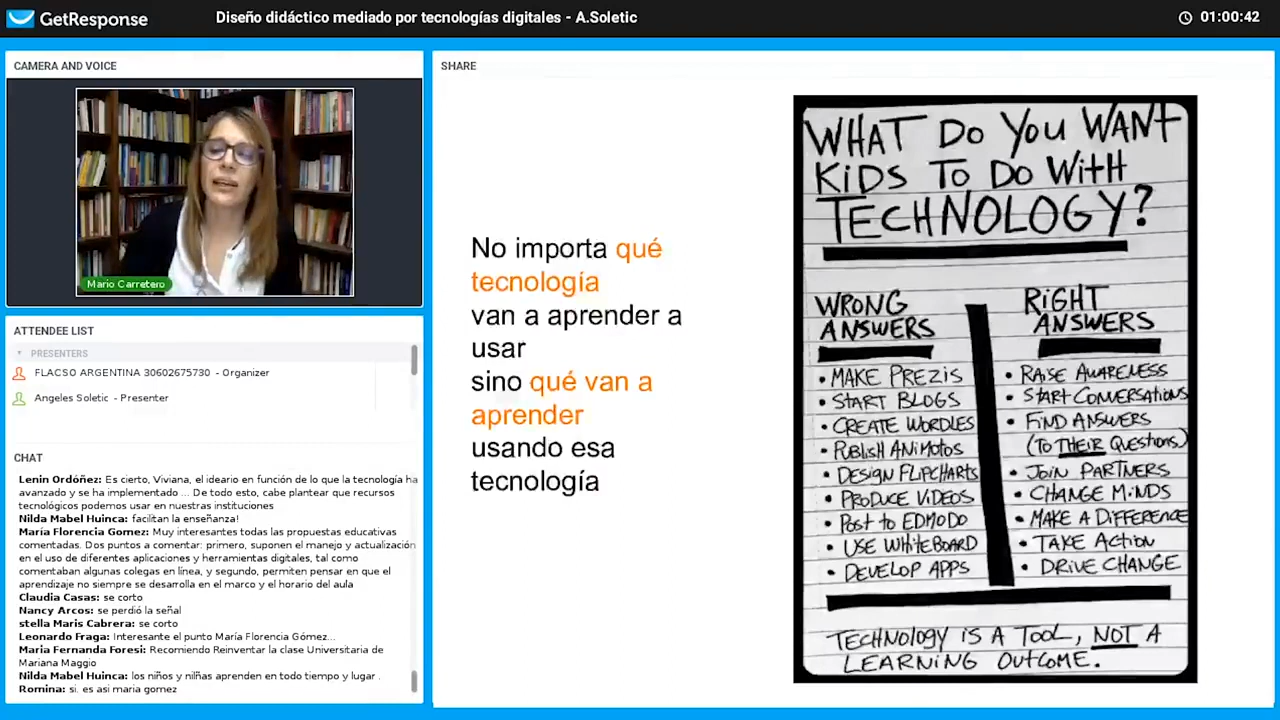 GetResponse
Diseño didáctico mediado por tecnologías digitales - A.Soletic
01:00:42
CAMERA AND VOICE
Mario Carretero
ATTENDEE LIST
PRESENTERS
FLACSO ARGENTINA 30602675730 - Organizer
Angeles Soletic - Presenter
CHAT
Lenin Ordóñez: Es cierto, Viviana, el ideario en función de lo que la tecnología ha
avanzado y se ha implementado ... De todo esto, cabe plantear que recursos
tecnológicos podemos usar en nuestras instituciones
Nilda Mabel Huinca: facilitan la enseñanza!
María Florencia Gomez: Muy interesantes todas las propuestas educativas
comentadas. Dos puntos a comentar: primero, suponen el manejo y actualización
en el uso de diferentes aplicaciones y herramientas digitales, tal como
comentaban algunas colegas en línea, y segundo, permiten pensar en que el
aprendizaje no siempre se desarrolla en el marco y el horario del aula
Claudia Casas: se corto
Nancy Arcos: se perdió la señal
stella Maris Cabrera: se corto
Leonardo Fraga: Interesante el punto María Florencia Gómez...
Maria Fernanda Foresi: Recomiendo Reinventar la clase Universitaria de
Mariana Maggio
Nilda Mabel Huinca: los niños y nilñas aprenden en todo tiempo y lugar .
Romina: si. es asi maria gomez
SHARE
No importa qué
tecnología
van a aprender a
usar
sino qué van a
aprender
usando esa
tecnología
WHAT DO YOU WANT
KIDS TO DO WITH
TECHNOLOGY?
WRONG
ANSWERS
• MAKE PREZIS
• START BLOGS
• CREATE WORDLES
• PUBLISH ANIMOTOS
• DESIGN FLIPCHARTS
• PRODUCE VIDEOS
• POST TO EDMODO
• USE WHITEBOARD
• DEVELOP APPS
RIGHT
ANSWERS
• RAISE AWARENESS
• START CONVERSATIONS
• FIND ANSWERS
(TO THEIR QUESTIONS)
• JOIN PARTNERS
• CHANGE MINDS
• MAKE A DIFFERENCE
• TAKE ACTION
• DRIVE CHANGE
TECHNOLOGY IS A TOOL, NOT A
LEARNING OUTCOME.